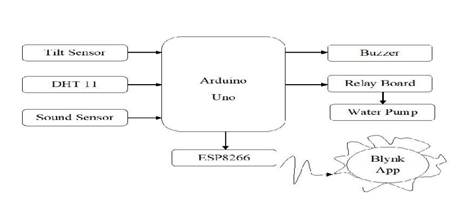 Tilt Sensor
Buzzer
DHT 11
Arduino
Uno
Relay Board
Sound Sensor
Water Pump
ESP8266
Blynk
App